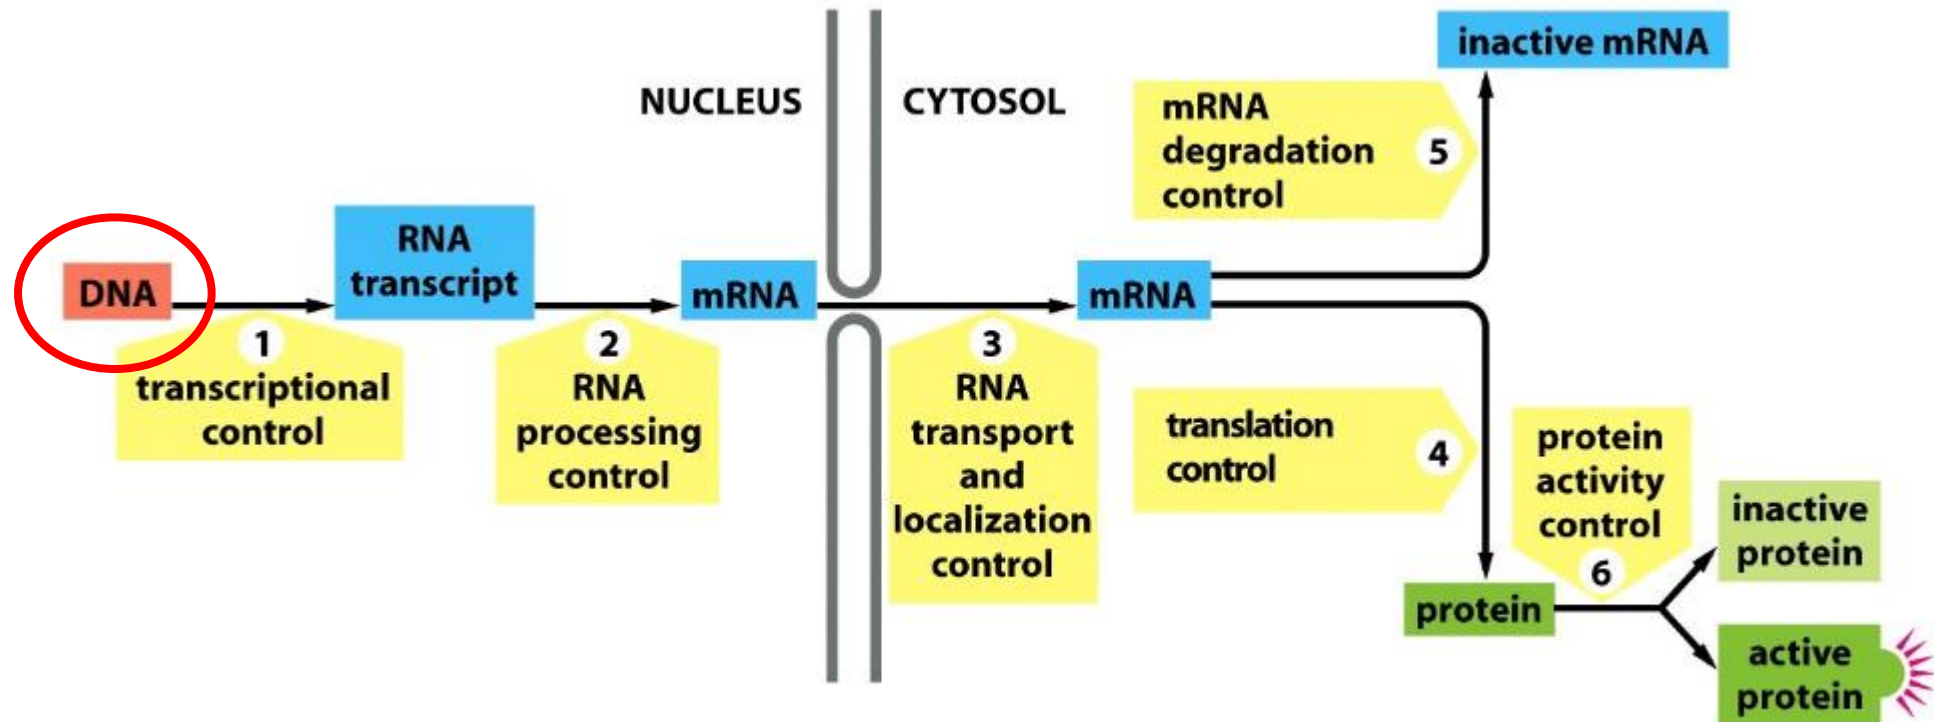 NUCLEUS
CYTOSOL
DNA
RNA
transcript
mRNA
mRNA
inactive mRNA
1
transcriptional
control
2
RNA
processing
control
3
RNA
transport
and
localization
control
mRNA
degradation
control
5
translation
control
4
protein
activity
control
6
protein
inactive
protein
active
protein